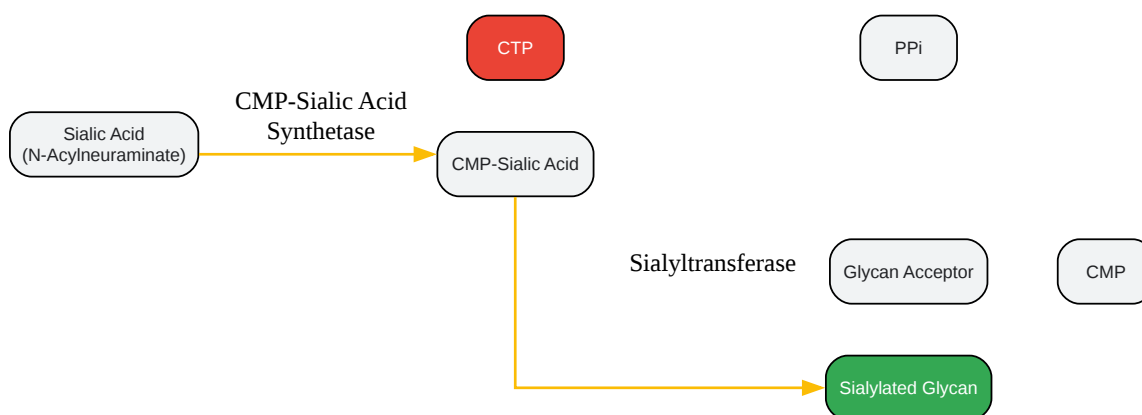 CTP
PPi
CMP-Sialic Acid
Synthetase
Sialic Acid
(N-Acylneuraminate)
CMP-Sialic Acid
Sialyltransferase
Glycan Acceptor
CMP
Sialylated Glycan